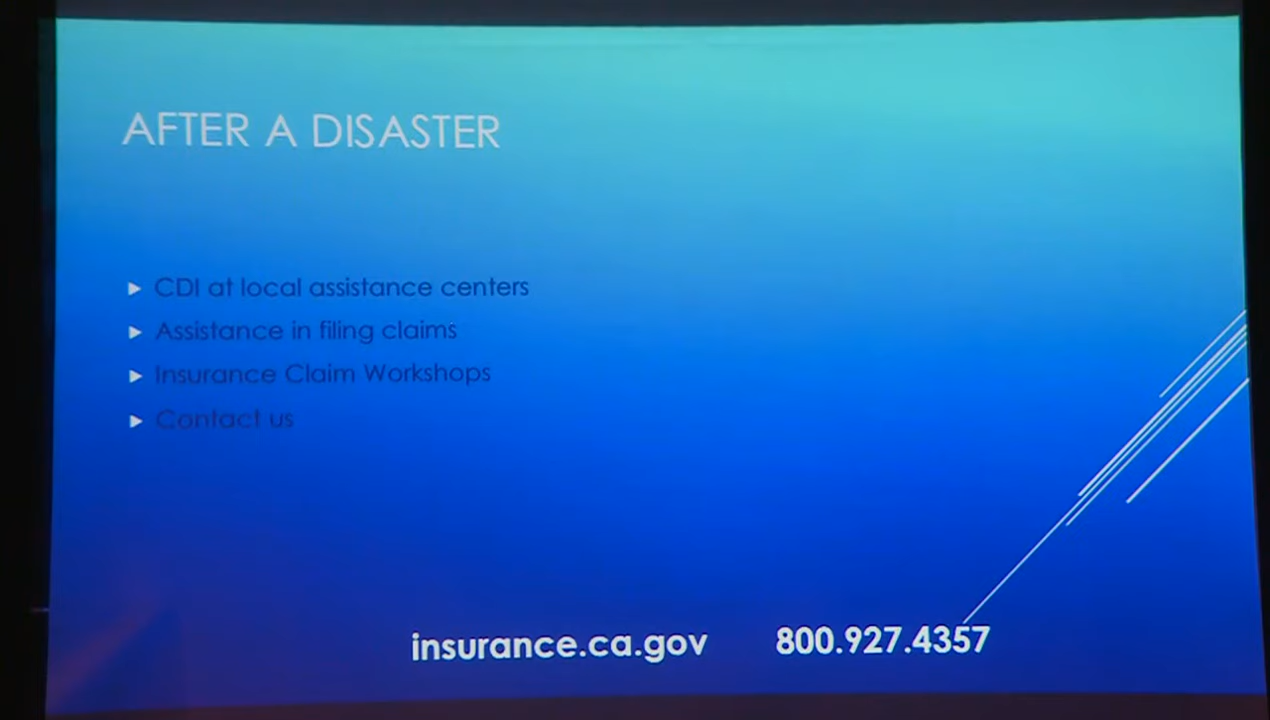 AFTER A DISASTER
CDI at local assistance centers
Assistance in filing claims
Insurance Claim Workshops
Contact us
insurance.ca.gov 800.927.4357